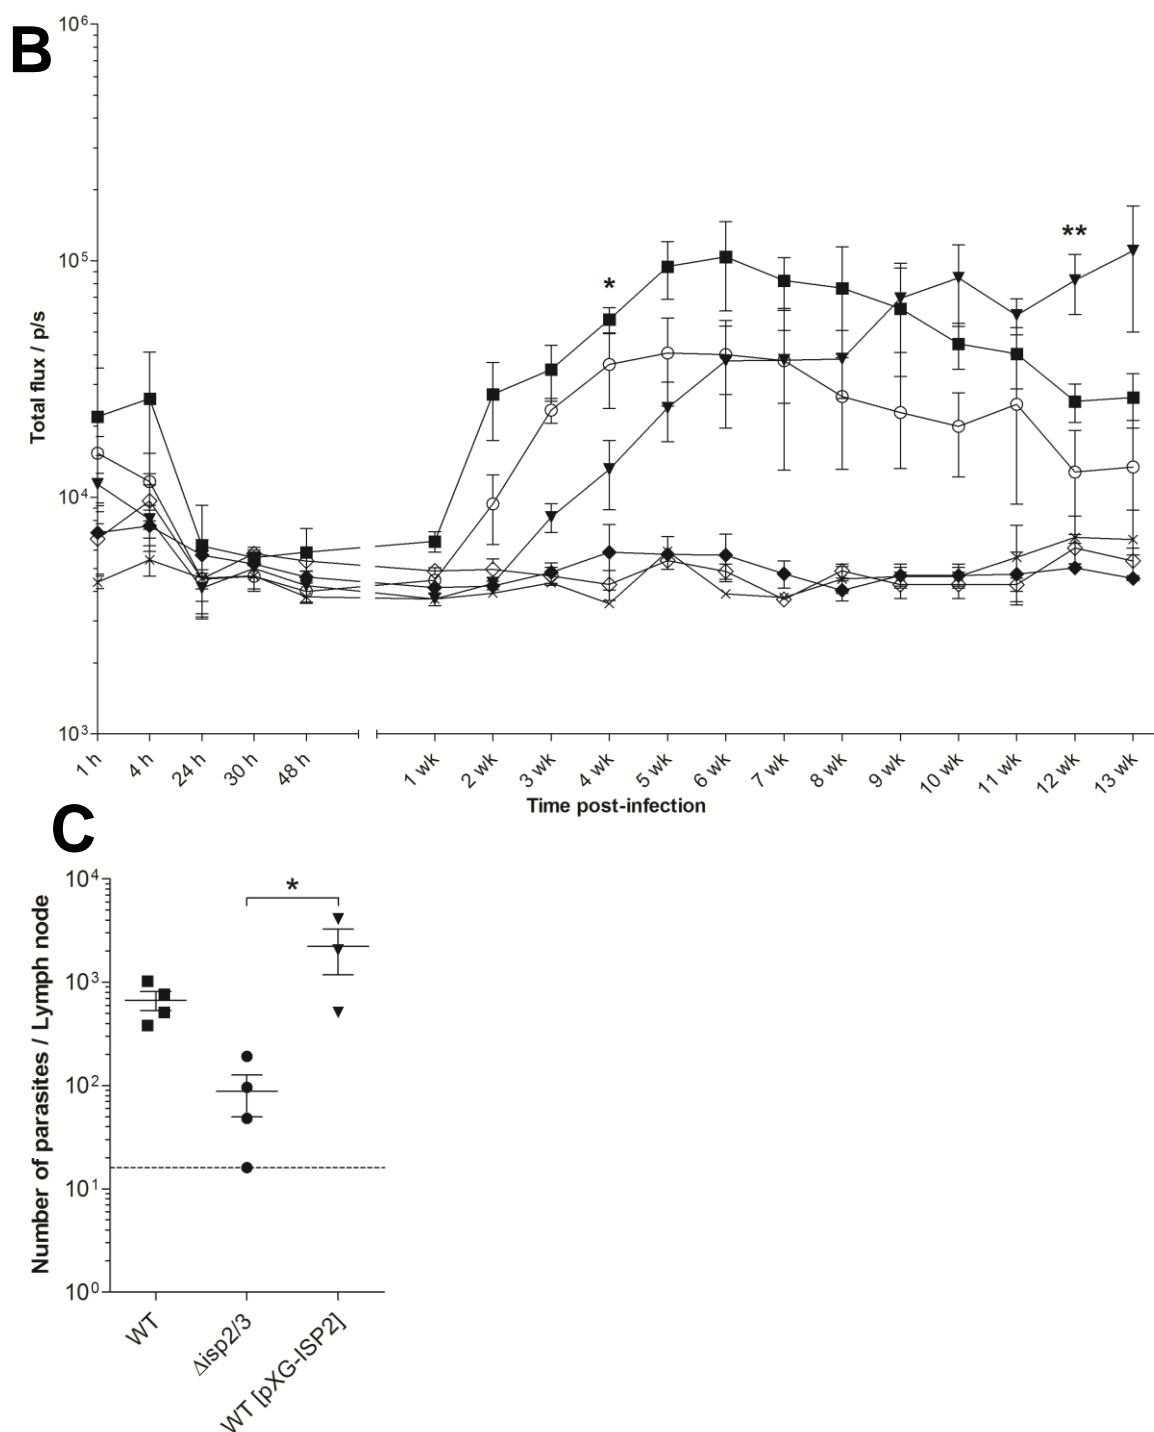 B
10⁶
10⁵
10⁴
10³
Total flux / p/s
*
**
1 h
4 h
24 h
30 h
48 h
1 wk
2 wk
3 wk
4 wk
5 wk
6 wk
7 wk
8 wk
9 wk
10 wk
11 wk
12 wk
13 wk
Time post-infection
C
10⁴
10³
10²
10¹
10⁰
Number of parasites / Lymph node
*
WT
Δisp2/3
WT [pXG-ISP2]